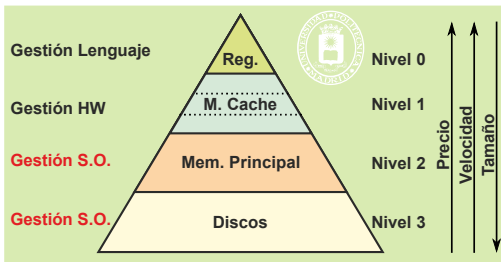 Gestión Lenguaje Reg. Nivel 0
Gestión HW M. Cache Nivel 1
Gestión S.O. Mem. Principal Nivel 2
Gestión S.O. Discos Nivel 3
Precio
Velocidad
Tamaño